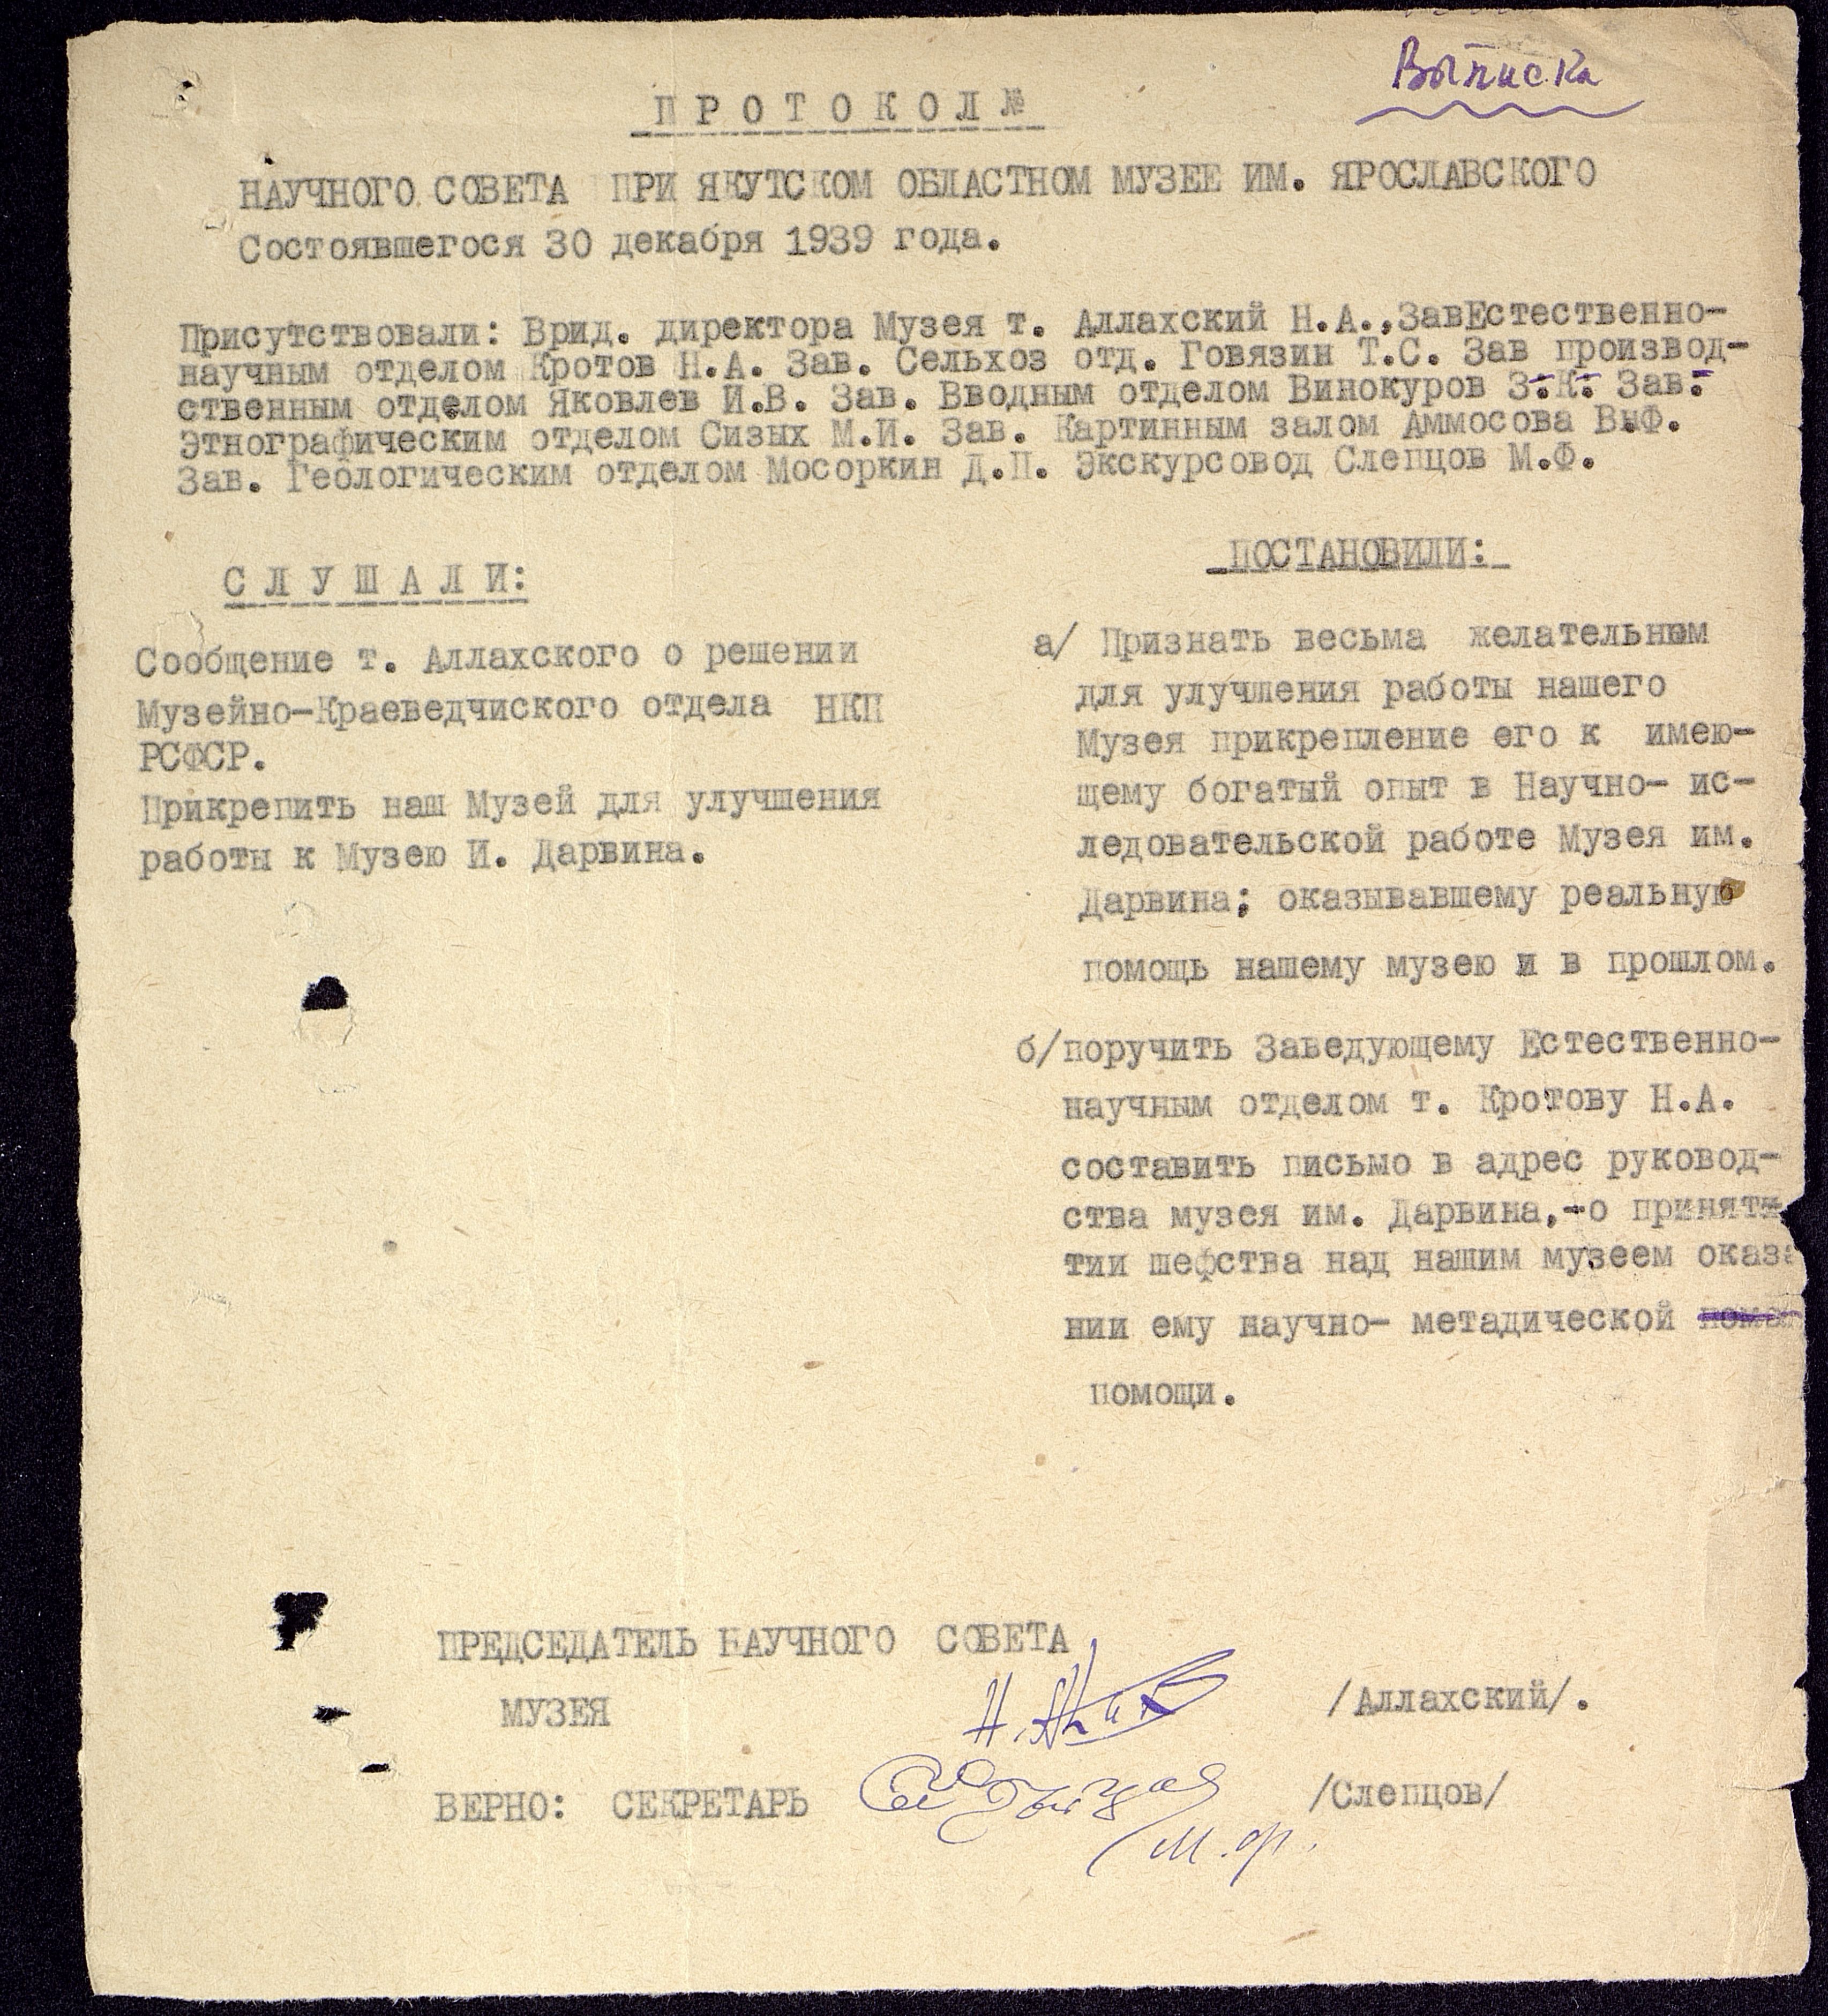 Выписка
ПРОТОКОЛ №
НАУЧНОГО СОВЕТА ПРИ ЯКУТСКОМ ОБЛАСТНОМ МУЗЕЕ ИМ. ЯРОСЛАВСКОГО
Состоявшегося 30 декабря 1939 года.
Присутствовали: Врид. директора Музея т. Аллахский Н.А.,ЗавЕстественно-
научным отделом Кротов Н.А. Зав. Сельхоз отд. Говязин Т.С. Зав производ-
ственным отделом Яковлев И.В. Зав. Вводным отделом Винокуров З.К. Зав.
Этнографическим отделом Сизых М.И. Зав. Картинным залом Аммосова В.Ф.
Зав. Геологическим отделом Мосоркин Д.П. Экскурсовод Слепцов М.Ф.
СЛУШАЛИ:
Сообщение т. Аллахского о решении
Музейно-Краеведчиского отдела НКП
РСФСР.
Прикрепить наш Музей для улучшения
работы к Музею И. Дарвина.
ПОСТАНОВИЛИ:
а/ Признать весьма желательным
для улучшения работы нашего
Музея прикрепление его к имею-
щему богатый опыт в Научно- ис-
ледовательской работе Музея им.
Дарвина; оказывавшему реальную
помощь нашему музею и в прошлом.
б/поручить Заведующему Естественно-
научным отделом т. Кротову Н.А.
составить письмо в адрес руковод-
ства музея им. Дарвина,-о приняти
тии шефства над нашим музеем оказа
нии ему научно- метадической
помощи.
ПРЕДСЕДАТЕЛЬ НАУЧНОГО СОВЕТА
МУЗЕЯ /Аллахский/.
ВЕРНО: СЕКРЕТАРЬ /Слепцов/
М.Ф.